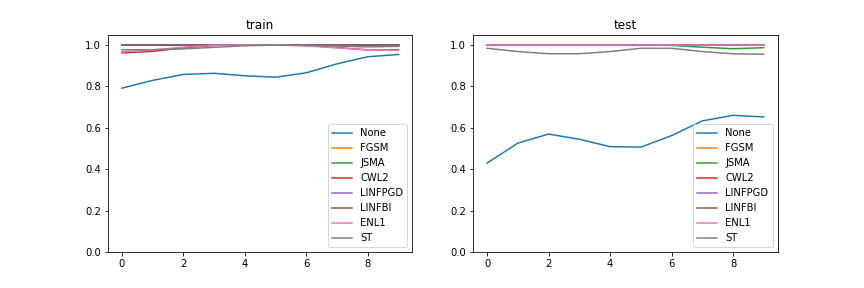 train
1.0
0.8
0.6
0.4
0.2
0.0
0 2 4 6 8
None
FGSM
JSMA
CWL2
LINFPGD
LINFBI
ENL1
ST
test
1.0
0.8
0.6
0.4
0.2
0.0
0 2 4 6 8
None
FGSM
JSMA
CWL2
LINFPGD
LINFBI
ENL1
ST